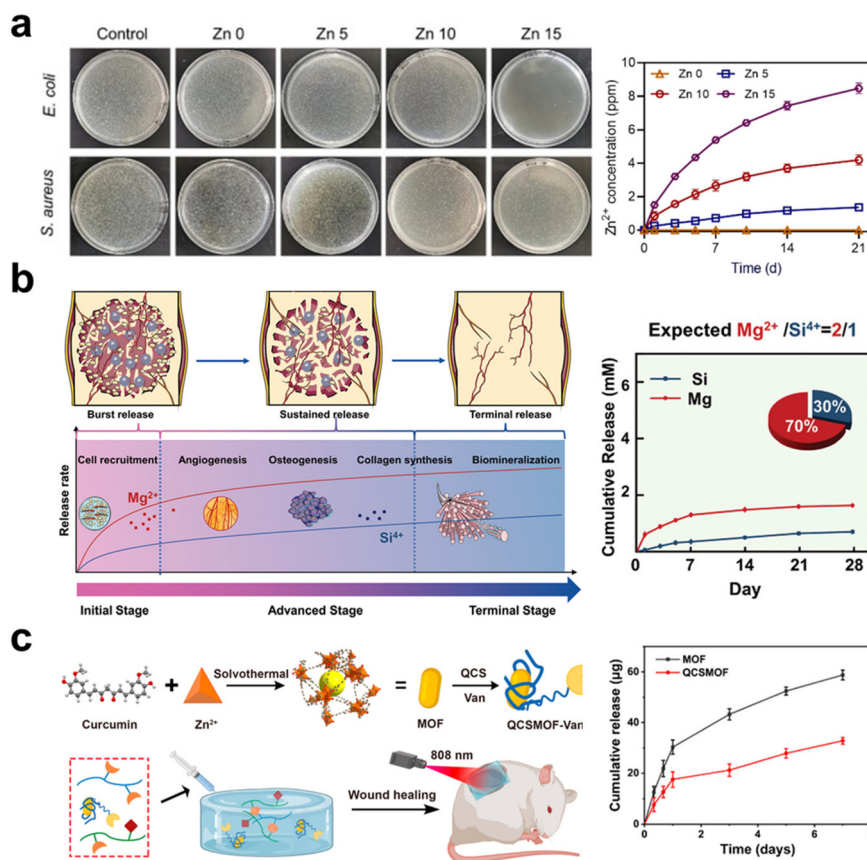 a
Control
Zn 0
Zn 5
Zn 10
Zn 15
E. coli
S. aureus
Zn²⁺ concentration (ppm)
10
8
6
4
2
0
Zn 0
Zn 5
Zn 10
Zn 15
0
7
14
21
Time (d)
b
Burst release
Sustained release
Terminal release
Release rate
Cell recruitment
Angiogenesis
Osteogenesis
Collagen synthesis
Biomineralization
Mg²⁺
Si⁴⁺
Initial Stage
Advanced Stage
Terminal Stage
Expected Mg²⁺ /Si⁴⁺=2/1
Cumulative Release (mM)
6
4
2
Si
Mg
30%
70%
0
7
14
21
28
Day
c
Curcumin
+
Zn²⁺
Solvothermal
=
MOF
QCS
Van
QCSMOF-Van
808 nm
Wound healing
Cumulative release (μg)
60
40
20
0
MOF
QCSMOF
0
2
4
6
Time (days)